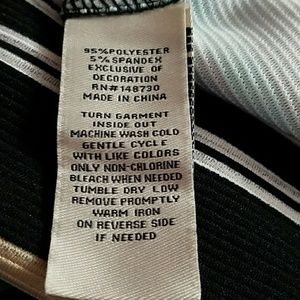 95% POLYESTER
5% SPANDEX
EXCLUSIVE OF
DECORATION
RN#148730
MADE IN CHINA
TURN GARMENT
INSIDE OUT
MACHINE WASH COLD
GENTLE CYCLE
WITH LIKE COLORS
ONLY NON-CHLORINE
BLEACH WHEN NEEDED
TUMBLE DRY LOW
REMOVE PROMPTLY
WARM IRON
ON REVERSE SIDE
IF NEEDED